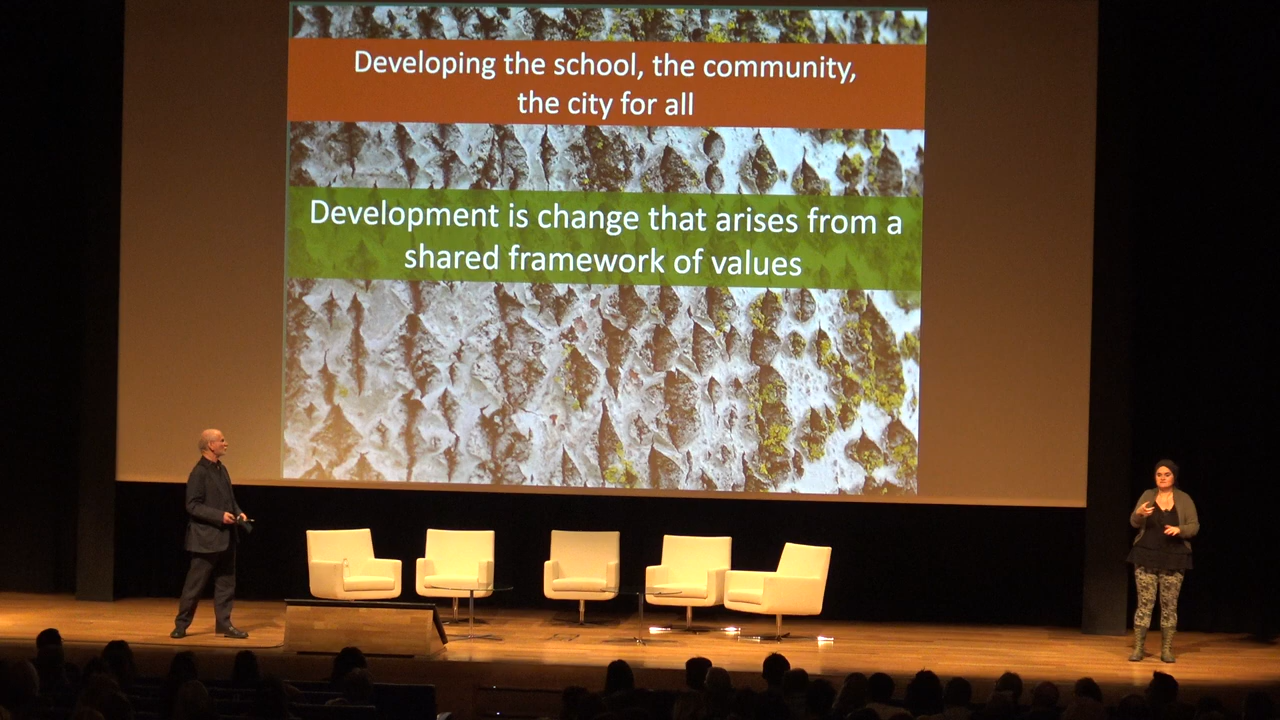 Developing the school, the community,
the city for all
Development is change that arises from a
shared framework of values